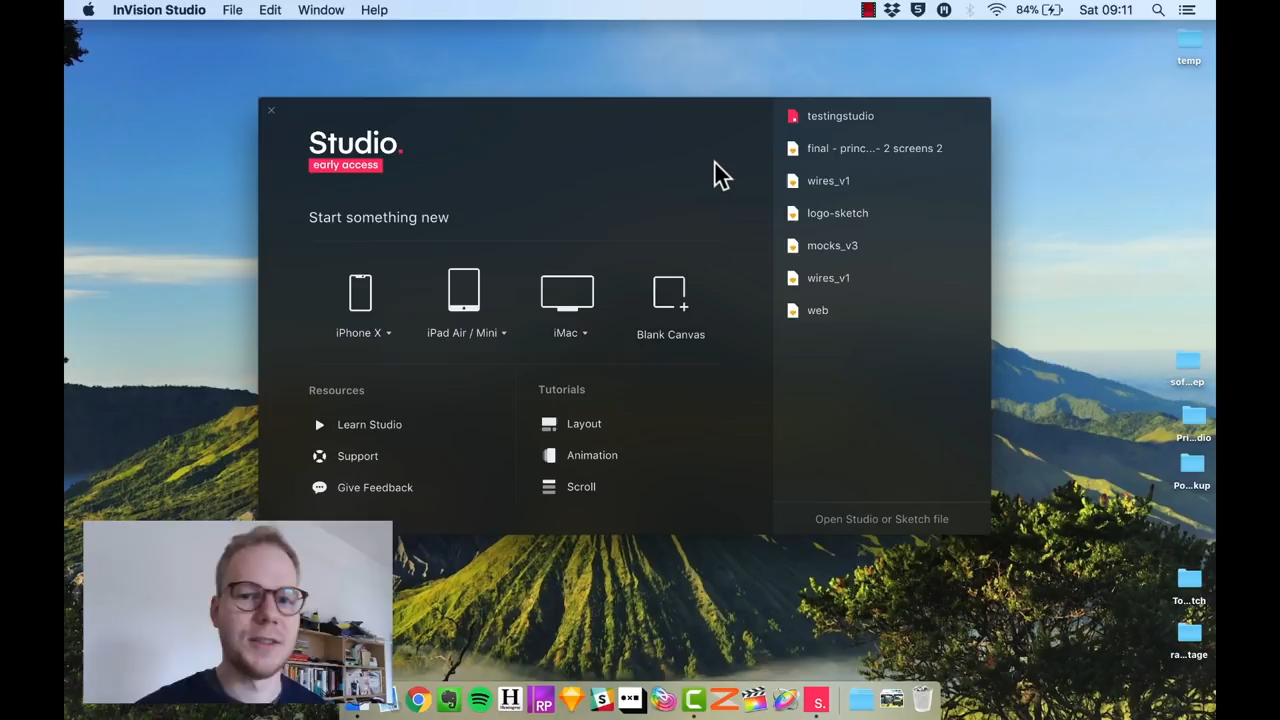 InVision Studio File Edit Window Help 84% Sat 09:11
temp
Studio.
early access
Start something new
iPhone X
iPad Air / Mini
iMac
Blank Canvas
Resources
Learn Studio
Support
Give Feedback
Tutorials
Layout
Animation
Scroll
testingstudio
final - princ...- 2 screens 2
wires_v1
logo-sketch
mocks_v3
wires_v1
web
Open Studio or Sketch file
sof...ep
Pri...dio
Po...kup
To...tch
ra...tage
H
RP
S
C
S.